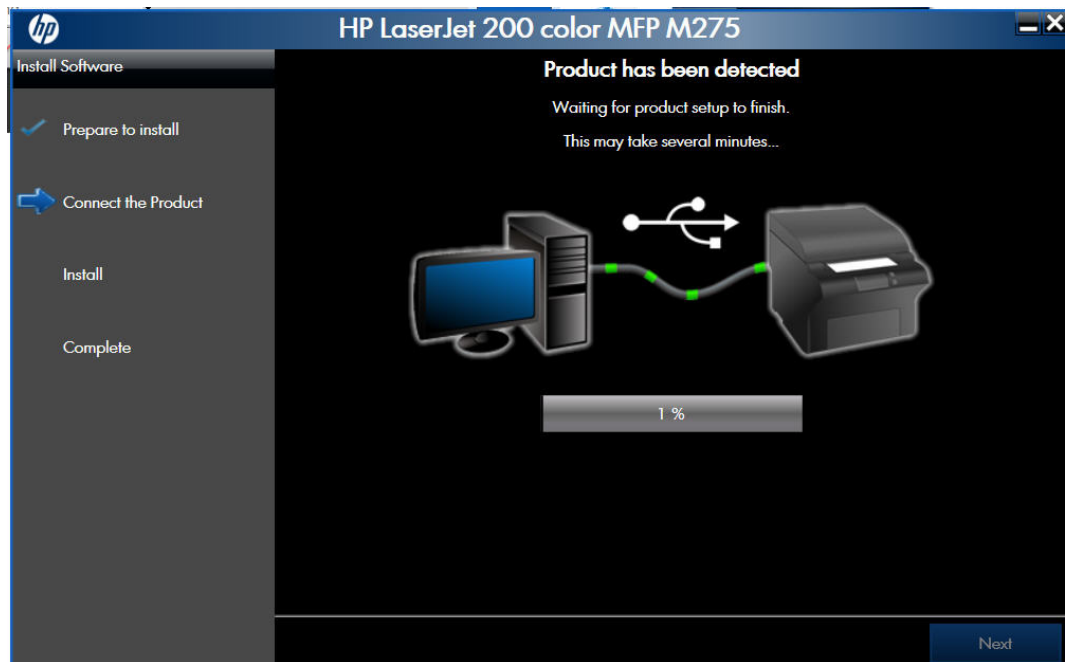 hp
HP LaserJet 200 color MFP M275
Install Software
Product has been detected
Waiting for product setup to finish.
Prepare to install
This may take several minutes...
Connect the Product
Install
Complete
1 %
Next